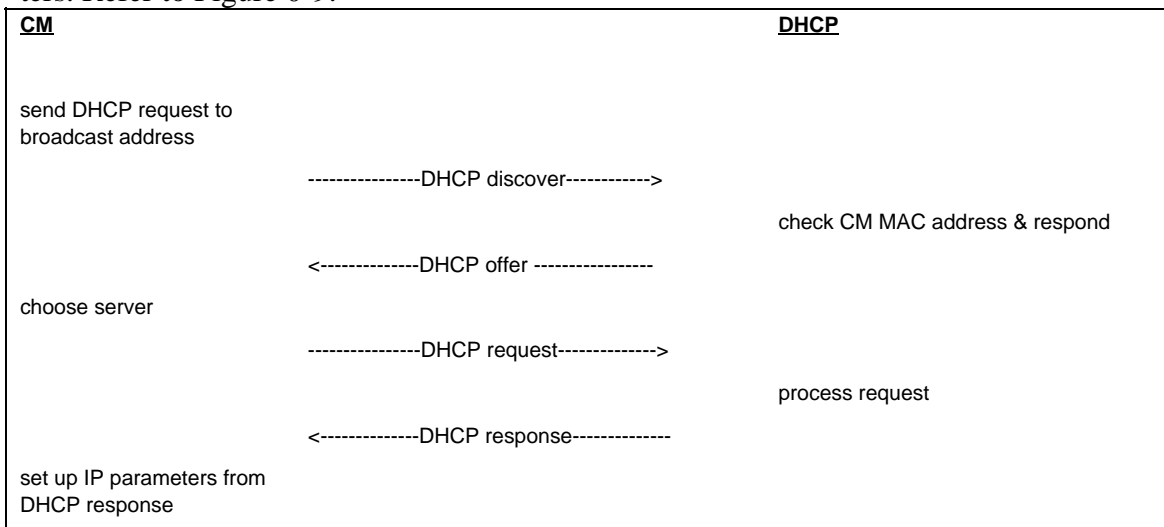 CM DHCP
send DHCP request to
broadcast address
----------------DHCP discover------------>
check CM MAC address & respond
<--------------DHCP offer -----------------
choose server
----------------DHCP request-------------->
process request
<--------------DHCP response--------------
set up IP parameters from
DHCP response